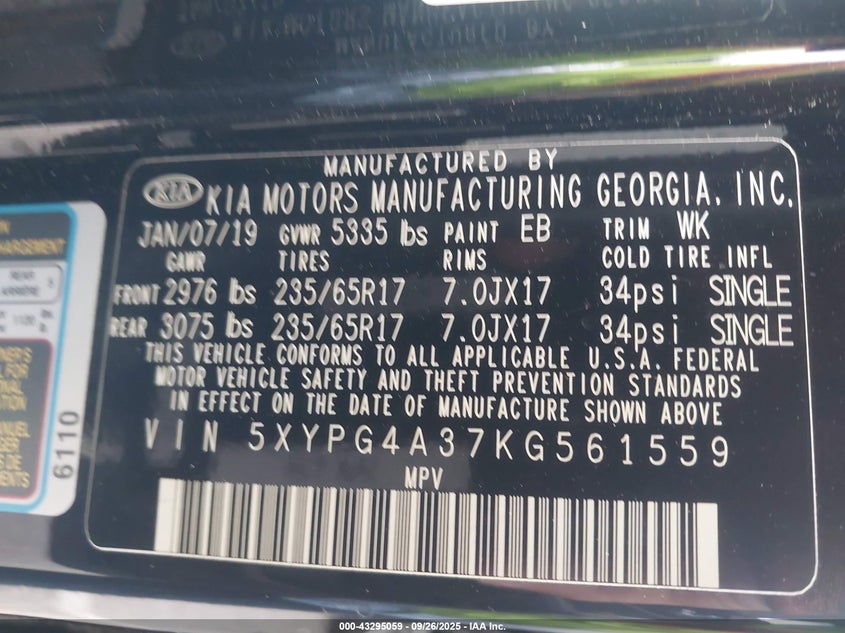 MANUFACTURED BY
KIA KIA MOTORS MANUFACTURING GEORGIA, INC.
JAN/07/19 GVWR 5335 lbs PAINT EB TRIM WK
GAWR TIRES RIMS COLD TIRE INFL
FRONT 2976 lbs 235/65R17 7.0JX17 34psi SINGLE
REAR 3075 lbs 235/65R17 7.0JX17 34psi SINGLE
THIS VEHICLE CONFORMS TO ALL APPLICABLE U.S.A. FEDERAL
MOTOR VEHICLE SAFETY AND THEFT PREVENTION STANDARDS
IN EFFECT ON THE DATE OF MANUFACTURE SHOWN ABOVE
VIN 5XYPG4A37KG561559
MPV
REAR
6110
000-43295059 - 09/26/2025 - IAA Inc.